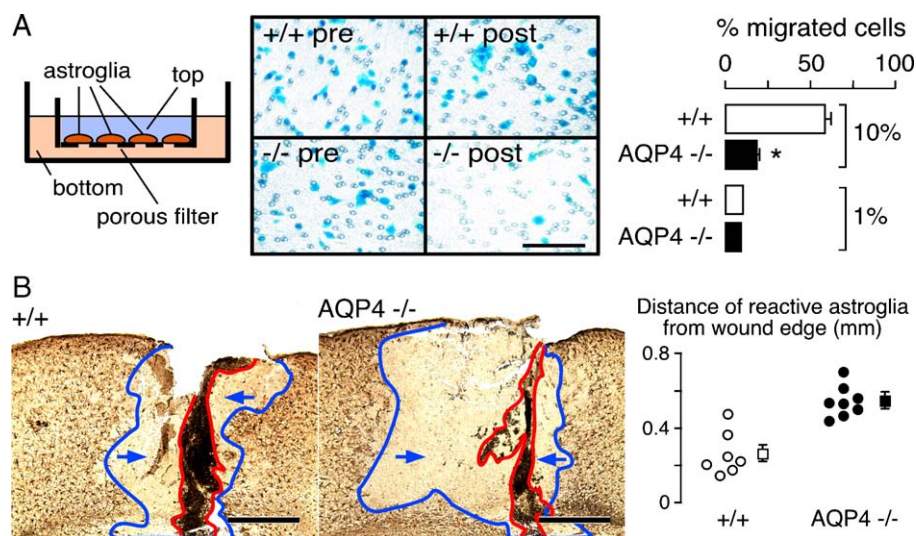 A
astroglia
top
bottom
porous filter
+/+ pre
+/+ post
-/- pre
-/- post
% migrated cells
0 50 100
+/+
AQP4 -/-
*
10%
+/+
AQP4 -/-
1%
B
+/+
AQP4 -/-
Distance of reactive astroglia
from wound edge (mm)
0.8
0.4
0
+/+
AQP4 -/-